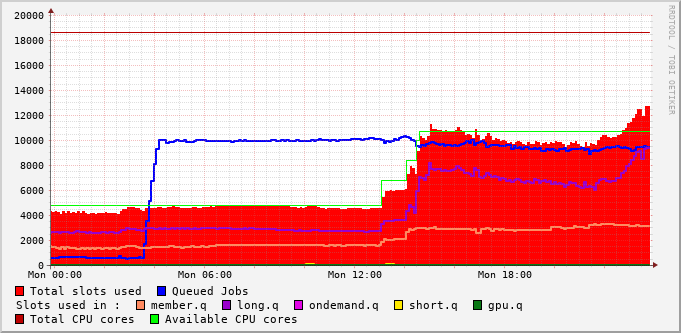 20000
18000
16000
14000
12000
10000
8000
6000
4000
2000
0
Mon 00:00 Mon 06:00 Mon 12:00 Mon 18:00
Total slots used Queued Jobs
Slots used in : member.q long.q ondemand.q short.q gpu.q
Total CPU cores Available CPU cores
RRDTOOL / TOBI OETIKER